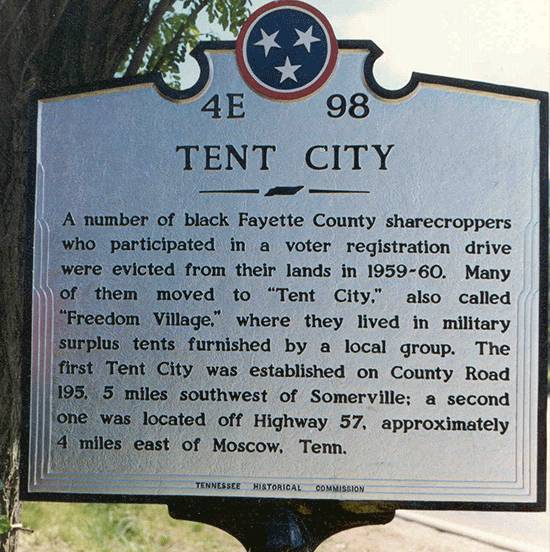 4E 98
TENT CITY
A number of black Fayette County sharecroppers
who participated in a voter registration drive
were evicted from their lands in 1959-60. Many
of them moved to "Tent City," also called
"Freedom Village," where they lived in military
surplus tents furnished by a local group. The
first Tent City was established on County Road
195, 5 miles southwest of Somerville; a second
one was located off Highway 57, approximately
4 miles east of Moscow, Tenn.
TENNESSEE HISTORICAL COMMISSION